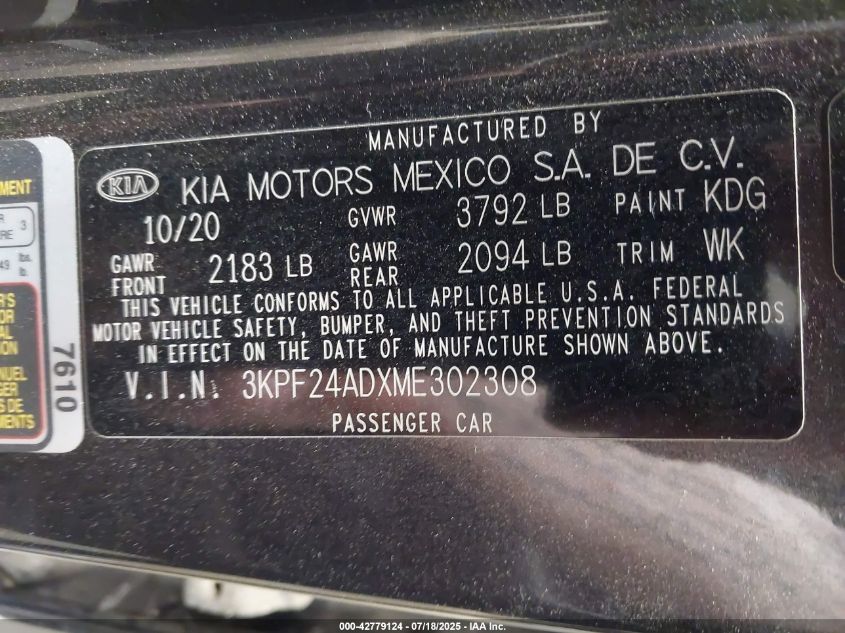 MANUFACTURED BY
KIA KIA MOTORS MEXICO S.A. DE C.V.
10/20 GVWR 3792 LB PAINT KDG
GAWR FRONT 2183 LB GAWR REAR 2094 LB TRIM WK
THIS VEHICLE CONFORMS TO ALL APPLICABLE U.S.A. FEDERAL
MOTOR VEHICLE SAFETY, BUMPER, AND THEFT PREVENTION STANDARDS
IN EFFECT ON THE DATE OF MANUFACTURE SHOWN ABOVE.
V.I.N: 3KPF24ADXME302308
PASSENGER CAR
7610
000-42779124 - 07/18/2025 - IAA Inc.